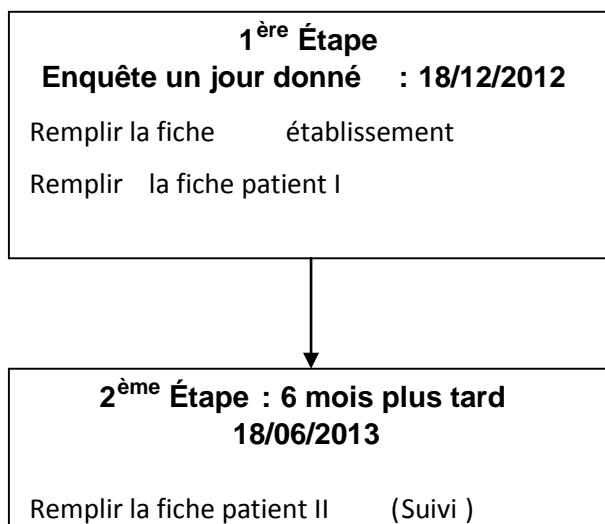 1ère Étape
Enquête un jour donné : 18/12/2012
Remplir la fiche établissement
Remplir la fiche patient I
2ème Étape : 6 mois plus tard
18/06/2013
Remplir la fiche patient II (Suivi )